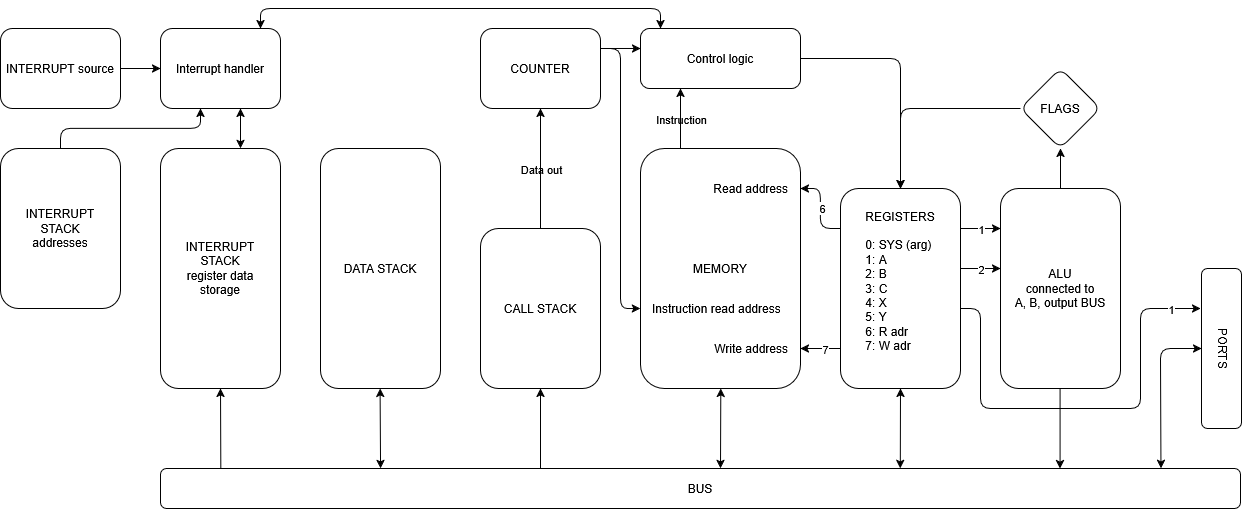 INTERRUPT source
Interrupt handler
COUNTER
Control logic
FLAGS
Instruction
Data out
INTERRUPT
STACK
addresses
INTERRUPT
STACK
register data
storage
DATA STACK
CALL STACK
Read address
MEMORY
Instruction read address
Write address
6
7
REGISTERS
0: SYS (arg)
1: A
2: B
3: C
4: X
5: Y
6: R adr
7: W adr
1
2
ALU
connected to
A, B, output BUS
1
PORTS
BUS